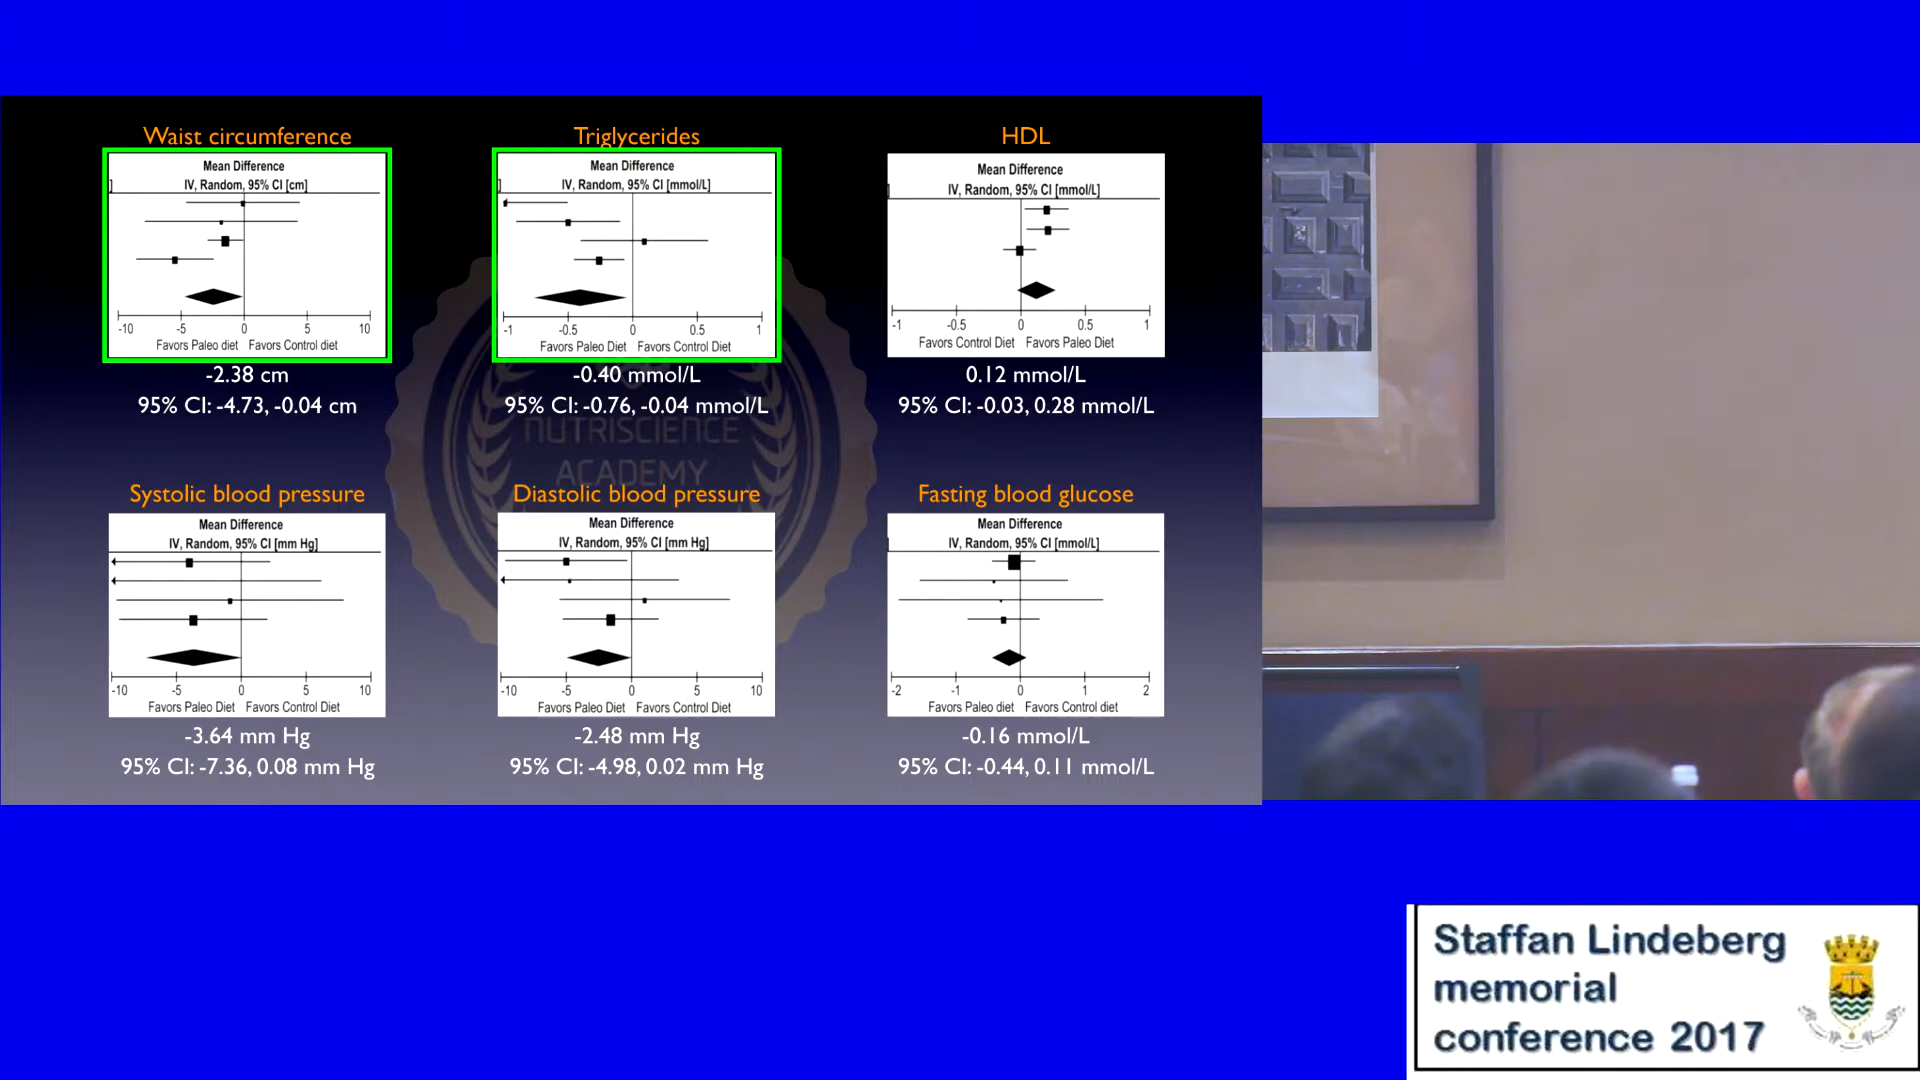 Waist circumference
Mean Difference
IV, Random, 95% CI [cm]
-10 -5 0 5 10
Favors Paleo diet Favors Control Diet
-2.38 cm
95% CI: -4.73, -0.04 cm
Triglycerides
Mean Difference
IV, Random, 95% CI [mmol/L]
-1 -0.5 0 0.5 1
Favors Paleo Diet Favors Control Diet
-0.40 mmol/L
95% CI: -0.76, -0.04 mmol/L
HDL
Mean Difference
IV, Random, 95% CI [mmol/L]
-1 -0.5 0 0.5 1
Favors Control Diet Favors Paleo Diet
0.12 mmol/L
95% CI: -0.03, 0.28 mmol/L
NUTRISCIENCE
ACADEMY
Systolic blood pressure
Mean Difference
IV, Random, 95% CI [mm Hg]
-10 -5 0 5 10
Favors Paleo Diet Favors Control Diet
-3.64 mm Hg
95% CI: -7.36, 0.08 mm Hg
Diastolic blood pressure
Mean Difference
IV, Random, 95% CI [mm Hg]
-10 -5 0 5 10
Favors Paleo Diet Favors Control Diet
-2.48 mm Hg
95% CI: -4.98, 0.02 mm Hg
Fasting blood glucose
Mean Difference
IV, Random, 95% CI [mmol/L]
-2 -1 0 1 2
Favors Paleo diet Favors Control diet
-0.16 mmol/L
95% CI: -0.44, 0.11 mmol/L
Staffan Lindeberg
memorial
conference 2017